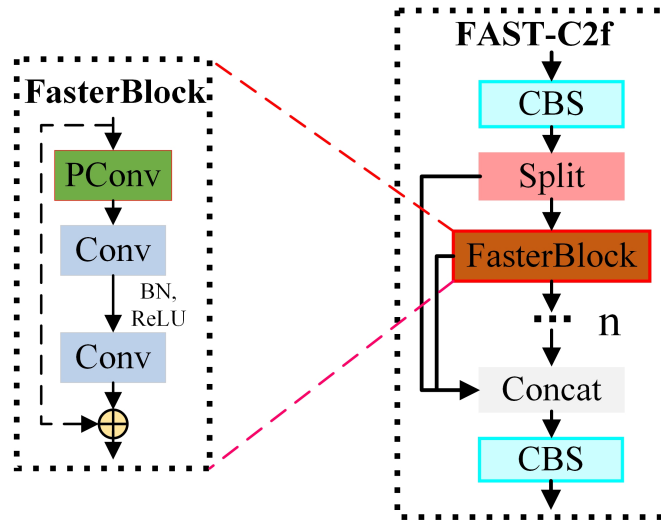 FasterBlock
PConv
Conv
BN,
ReLU
Conv
FAST-C2f
CBS
Split
FasterBlock
n
Concat
CBS